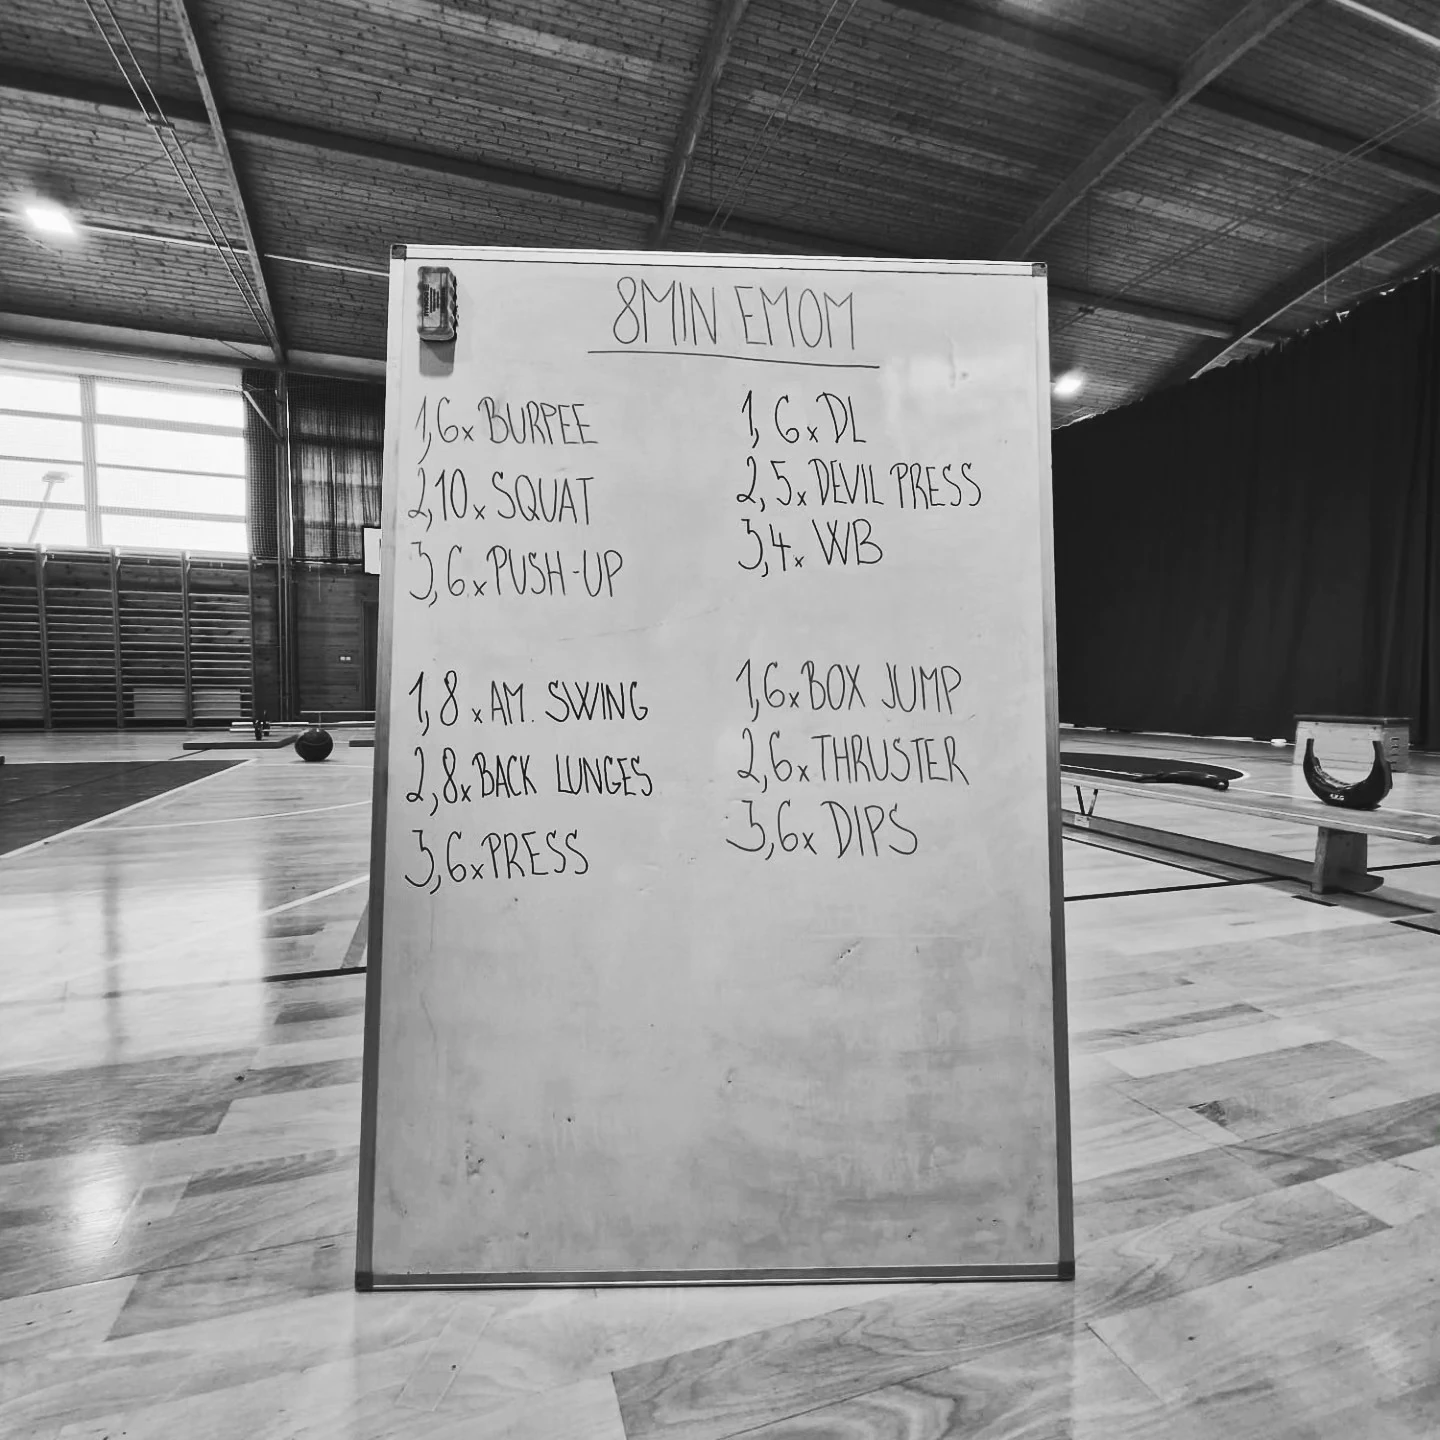 8MIN EMOM
1, 6x BURPEE
2, 10x SQUAT
3, 6x PUSH-UP
1, 6x DL
2, 5x DEVIL PRESS
3, 4x WB
1, 8x AM. SWING
2, 8x BACK LUNGES
3, 6x PRESS
1, 6x BOX JUMP
2, 6x THRUSTER
3, 6x DIPS